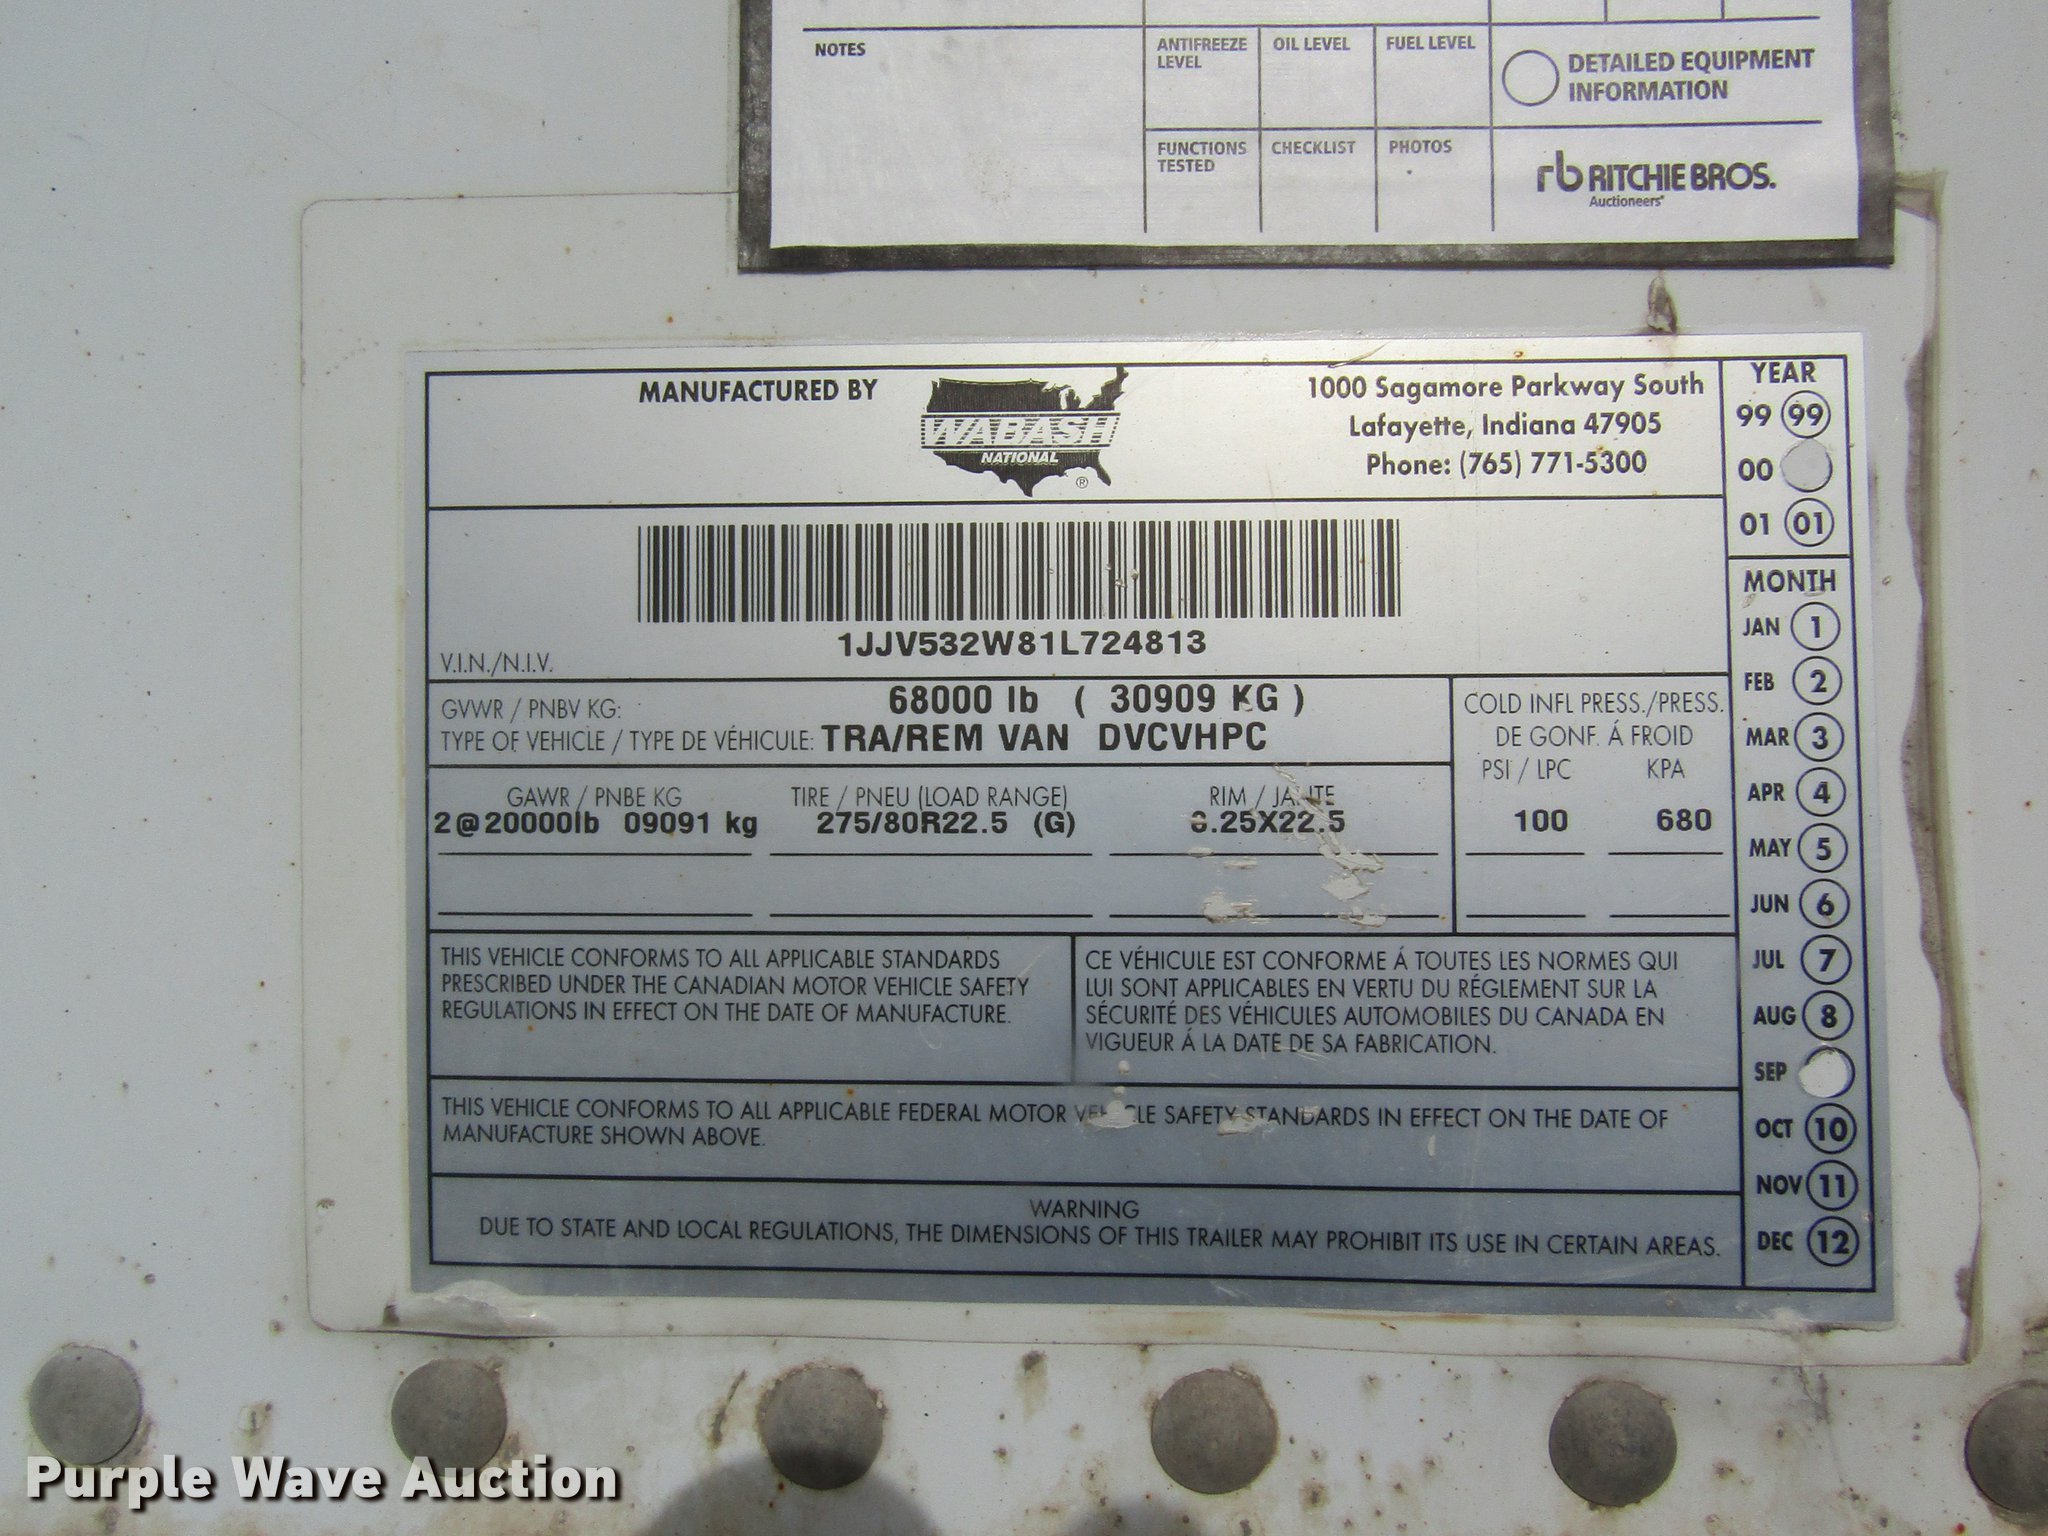 NOTES
ANTIFREEZE LEVEL
OIL LEVEL
FUEL LEVEL
DETAILED EQUIPMENT
INFORMATION
FUNCTIONS TESTED
CHECKLIST
PHOTOS
rb RITCHIE BROS.
Auctioneers
MANUFACTURED BY
WABASH
NATIONAL
®
1000 Sagamore Parkway South
Lafayette, Indiana 47905
Phone: (765) 771-5300
YEAR
99 99
00
01 01
1JJV532W81L724813
V.I.N./N.I.V.
GVWR / PNBV KG: 68000 lb ( 30909 KG )
TYPE OF VEHICLE / TYPE DE VÉHICULE: TRA/REM VAN DVCVHPC
COLD INFL PRESS./PRESS.
DE GONF. Á FROID
PSI / LPC KPA
100 680
GAWR / PNBE KG TIRE / PNEU (LOAD RANGE) RIM / JANTE
2@20000lb 09091 kg 275/80R22.5 (G) 8.25X22.5
THIS VEHICLE CONFORMS TO ALL APPLICABLE STANDARDS
PRESCRIBED UNDER THE CANADIAN MOTOR VEHICLE SAFETY
REGULATIONS IN EFFECT ON THE DATE OF MANUFACTURE.
CE VÉHICULE EST CONFORME Á TOUTES LES NORMES QUI
LUI SONT APPLICABLES EN VERTU DU RÉGLEMENT SUR LA
SÉCURITÉ DES VÉHICULES AUTOMOBILES DU CANADA EN
VIGUEUR Á LA DATE DE SA FABRICATION.
THIS VEHICLE CONFORMS TO ALL APPLICABLE FEDERAL MOTOR VEHICLE SAFETY STANDARDS IN EFFECT ON THE DATE OF
MANUFACTURE SHOWN ABOVE.
WARNING
DUE TO STATE AND LOCAL REGULATIONS, THE DIMENSIONS OF THIS TRAILER MAY PROHIBIT ITS USE IN CERTAIN AREAS.
MONTH
JAN 1
FEB 2
MAR 3
APR 4
MAY 5
JUN 6
JUL 7
AUG 8
SEP
OCT 10
NOV 11
DEC 12
Purple Wave Auction